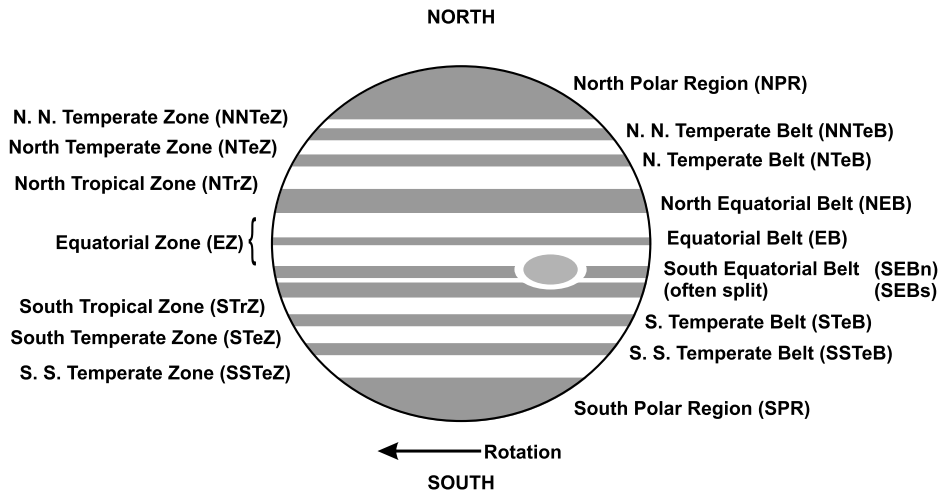 NORTH
North Polar Region (NPR)
N. N. Temperate Zone (NNTeZ)
N. N. Temperate Belt (NNTeB)
North Temperate Zone (NTeZ)
N. Temperate Belt (NTeB)
North Tropical Zone (NTrZ)
North Equatorial Belt (NEB)
Equatorial Zone (EZ)
Equatorial Belt (EB)
South Equatorial Belt (SEBn)
(often split) (SEBs)
South Tropical Zone (STrZ)
S. Temperate Belt (STeB)
South Temperate Zone (STeZ)
S. S. Temperate Belt (SSTeB)
S. S. Temperate Zone (SSTeZ)
South Polar Region (SPR)
Rotation
SOUTH